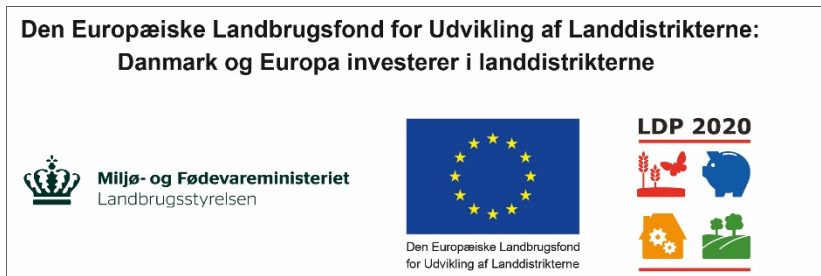 Den Europæiske Landbrugsfond for Udvikling af Landdistrikterne:
Danmark og Europa investerer i landdistrikterne
Miljø- og Fødevareministeriet
Landbrugsstyrelsen
Den Europæiske Landbrugsfond
for Udvikling af Landdistrikterne
LDP 2020